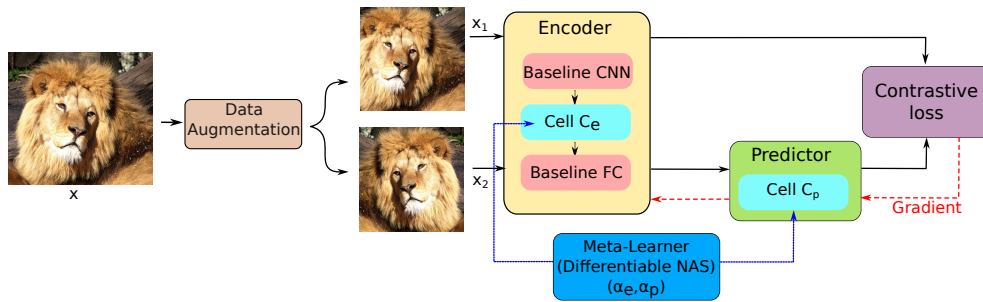 x
Data
Augmentation
x₁
x₂
Encoder
Baseline CNN
Cell Cₑ
Baseline FC
Predictor
Cell Cₚ
Contrastive
loss
Gradient
Meta-Learner
(Differentiable NAS)
(αₑ,αₚ)